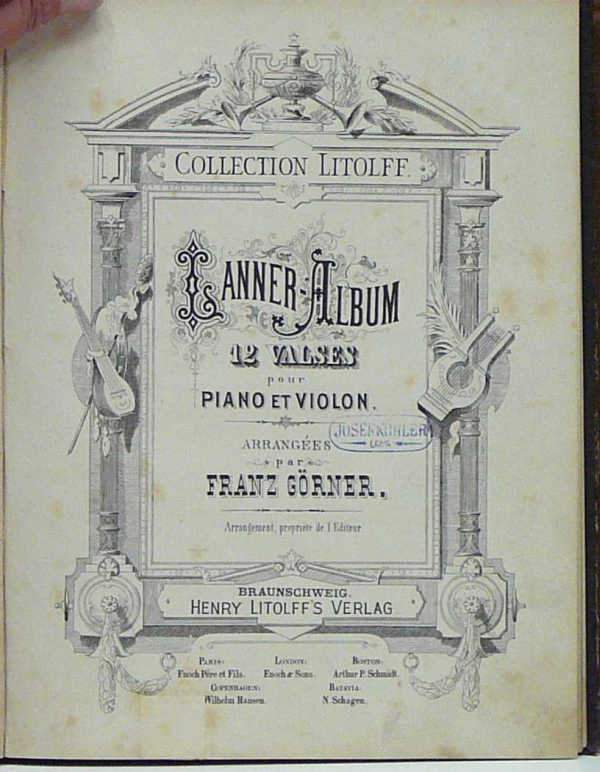 COLLECTION LITOLFF.
LANNER-ALBUM
12 VALSES
pour
PIANO ET VIOLON.
ARRANGÉES
par
FRANZ GÖRNER.
Arrangement, propriété de l'Editeur
BRAUNSCHWEIG.
HENRY LITOLFF'S VERLAG
PARIS: LONDON: BOSTON:
Enoch Père et Fils. Enoch & Sons. Arthur P. Schmidt.
COPENHAGEN: BATAVIA:
Wilhelm Hansen. N. Schagen.